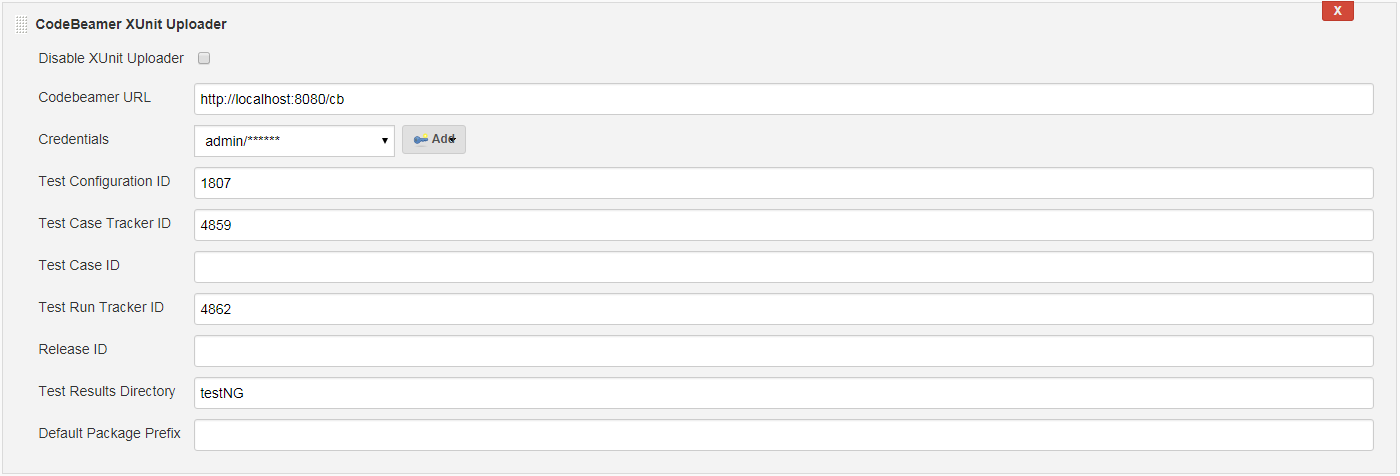 CodeBeamer XUnit Uploader
X
Disable XUnit Uploader
Codebeamer URL http://localhost:8080/cb
Credentials admin/****** Add
Test Configuration ID 1807
Test Case Tracker ID 4859
Test Case ID
Test Run Tracker ID 4862
Release ID
Test Results Directory testNG
Default Package Prefix